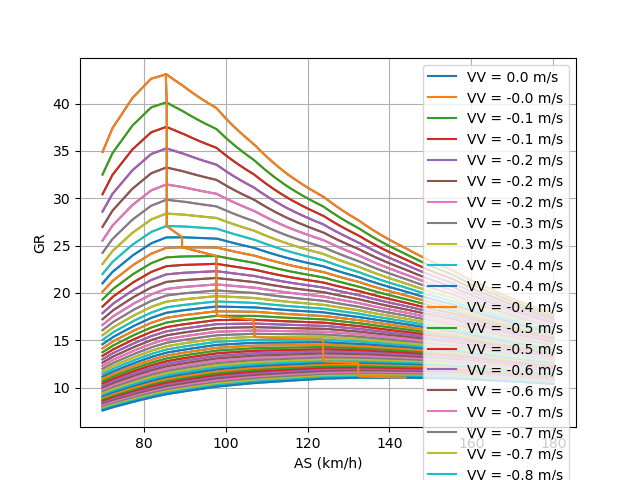 GR
40
35
30
25
20
15
10
80
100
120
140
160
180
AS (km/h)
VV = 0.0 m/s
VV = -0.0 m/s
VV = -0.1 m/s
VV = -0.1 m/s
VV = -0.2 m/s
VV = -0.2 m/s
VV = -0.2 m/s
VV = -0.3 m/s
VV = -0.3 m/s
VV = -0.4 m/s
VV = -0.4 m/s
VV = -0.4 m/s
VV = -0.5 m/s
VV = -0.5 m/s
VV = -0.6 m/s
VV = -0.6 m/s
VV = -0.7 m/s
VV = -0.7 m/s
VV = -0.7 m/s
VV = -0.8 m/s